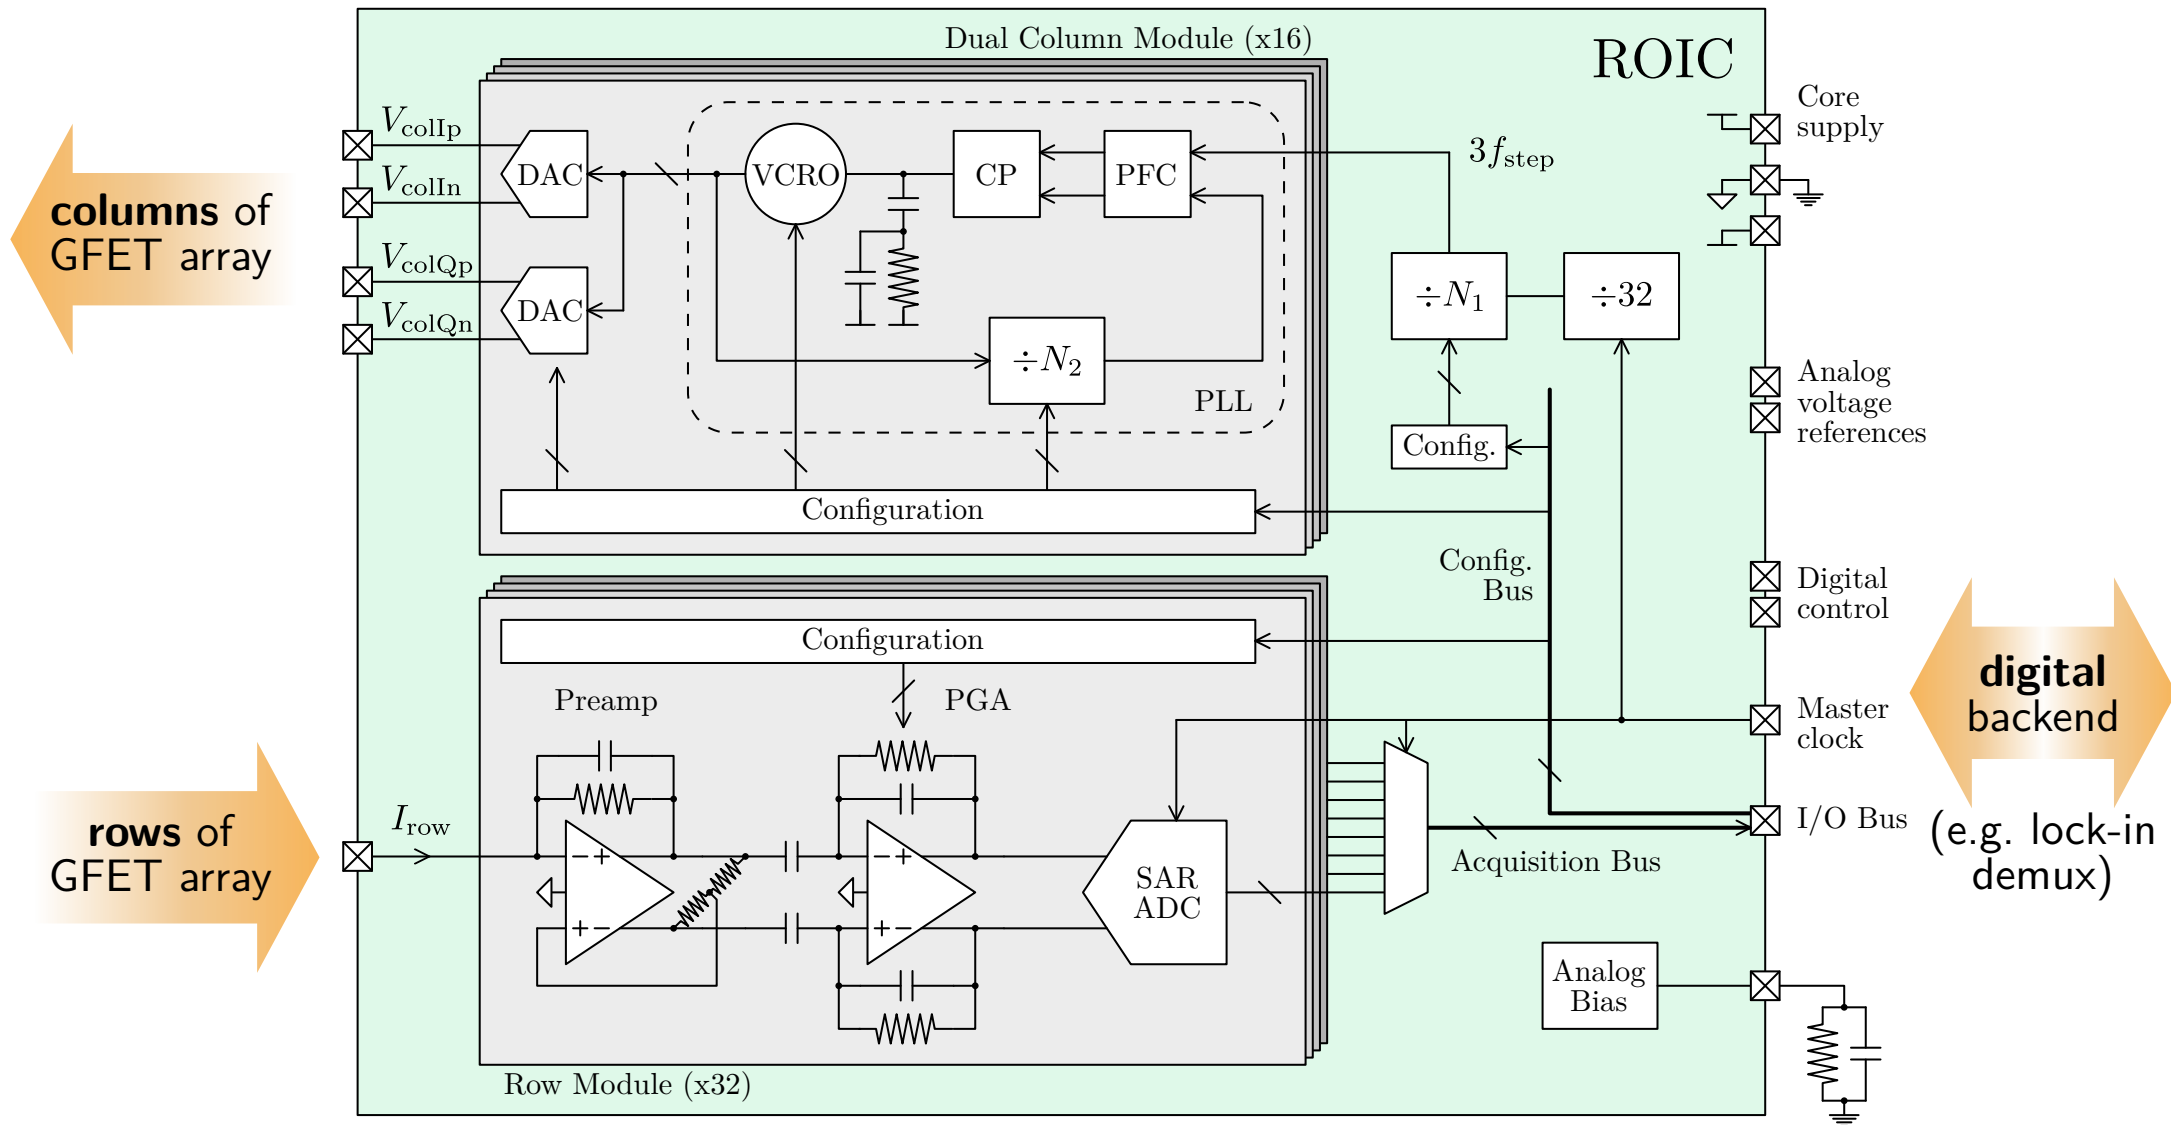 Dual Column Module (x16)
ROIC
V_colIp
V_colIn
V_colQp
V_colQn
columns of
GFET array
DAC
DAC
VCRO
CP
PFC
÷N_2
PLL
Configuration
3f_step
÷N_1
÷32
Config.
Config.
Bus
Core
supply
Analog
voltage
references
Digital
control
Master
clock
I/O Bus
digital
backend
(e.g. lock-in
demux)
Configuration
Preamp
PGA
rows of
GFET array
I_row
− +
+ −
− +
+ −
SAR
ADC
Acquisition Bus
Analog
Bias
Row Module (x32)